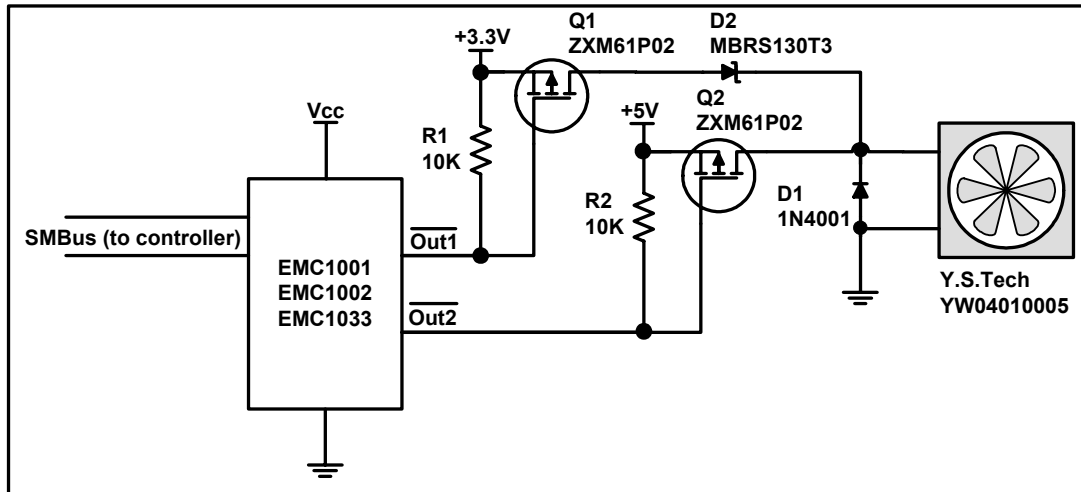 Q1
ZXM61P02
D2
MBRS130T3
+3.3V
Q2
ZXM61P02
+5V
Vcc
R1
10K
R2
10K
D1
1N4001
SMBus (to controller)
Out1
EMC1001
EMC1002
EMC1033
Out2
Y.S.Tech
YW04010005